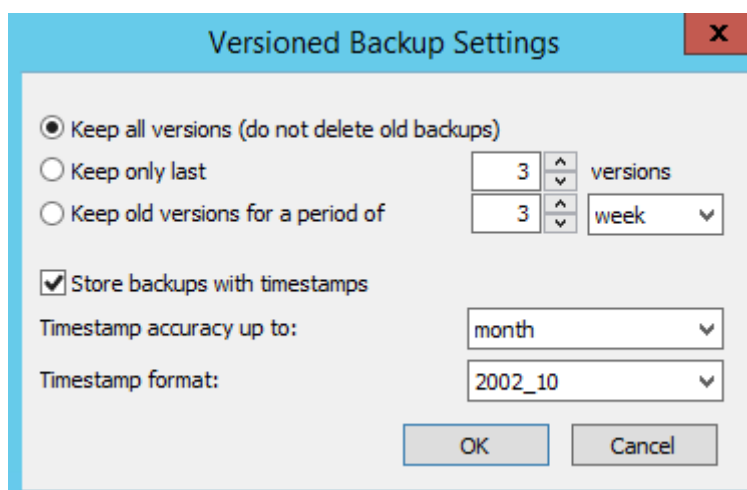 Versioned Backup Settings
x
Keep all versions (do not delete old backups)
Keep only last 3 versions
Keep old versions for a period of 3 week
Store backups with timestamps
Timestamp accuracy up to: month
Timestamp format: 2002_10
OK Cancel